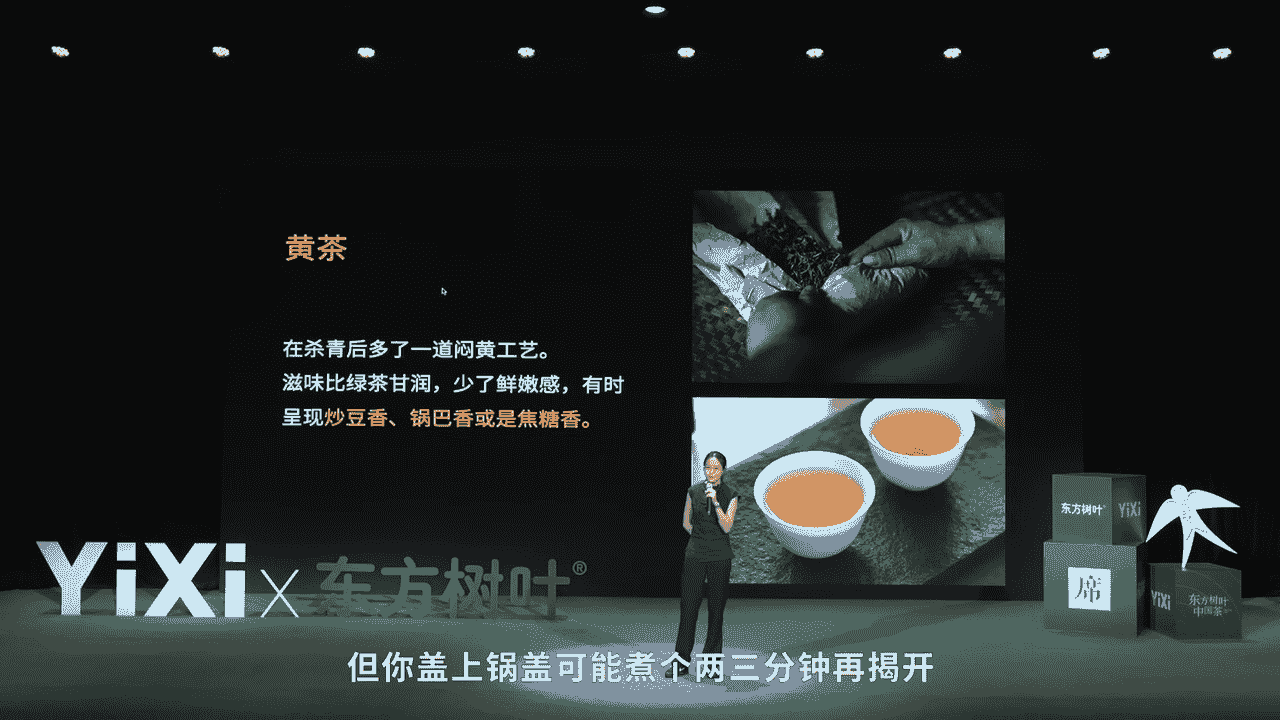 黄茶
在杀青后多了一道闷黄工艺。
滋味比绿茶甘润，少了鲜嫩感，有时
呈现炒豆香、锅巴香或是焦糖香。
YiXi × 东方树叶®
东方树叶
YiXi
席
YiXi
东方树叶
中国茶
但你盖上锅盖可能煮个两三分钟再揭开